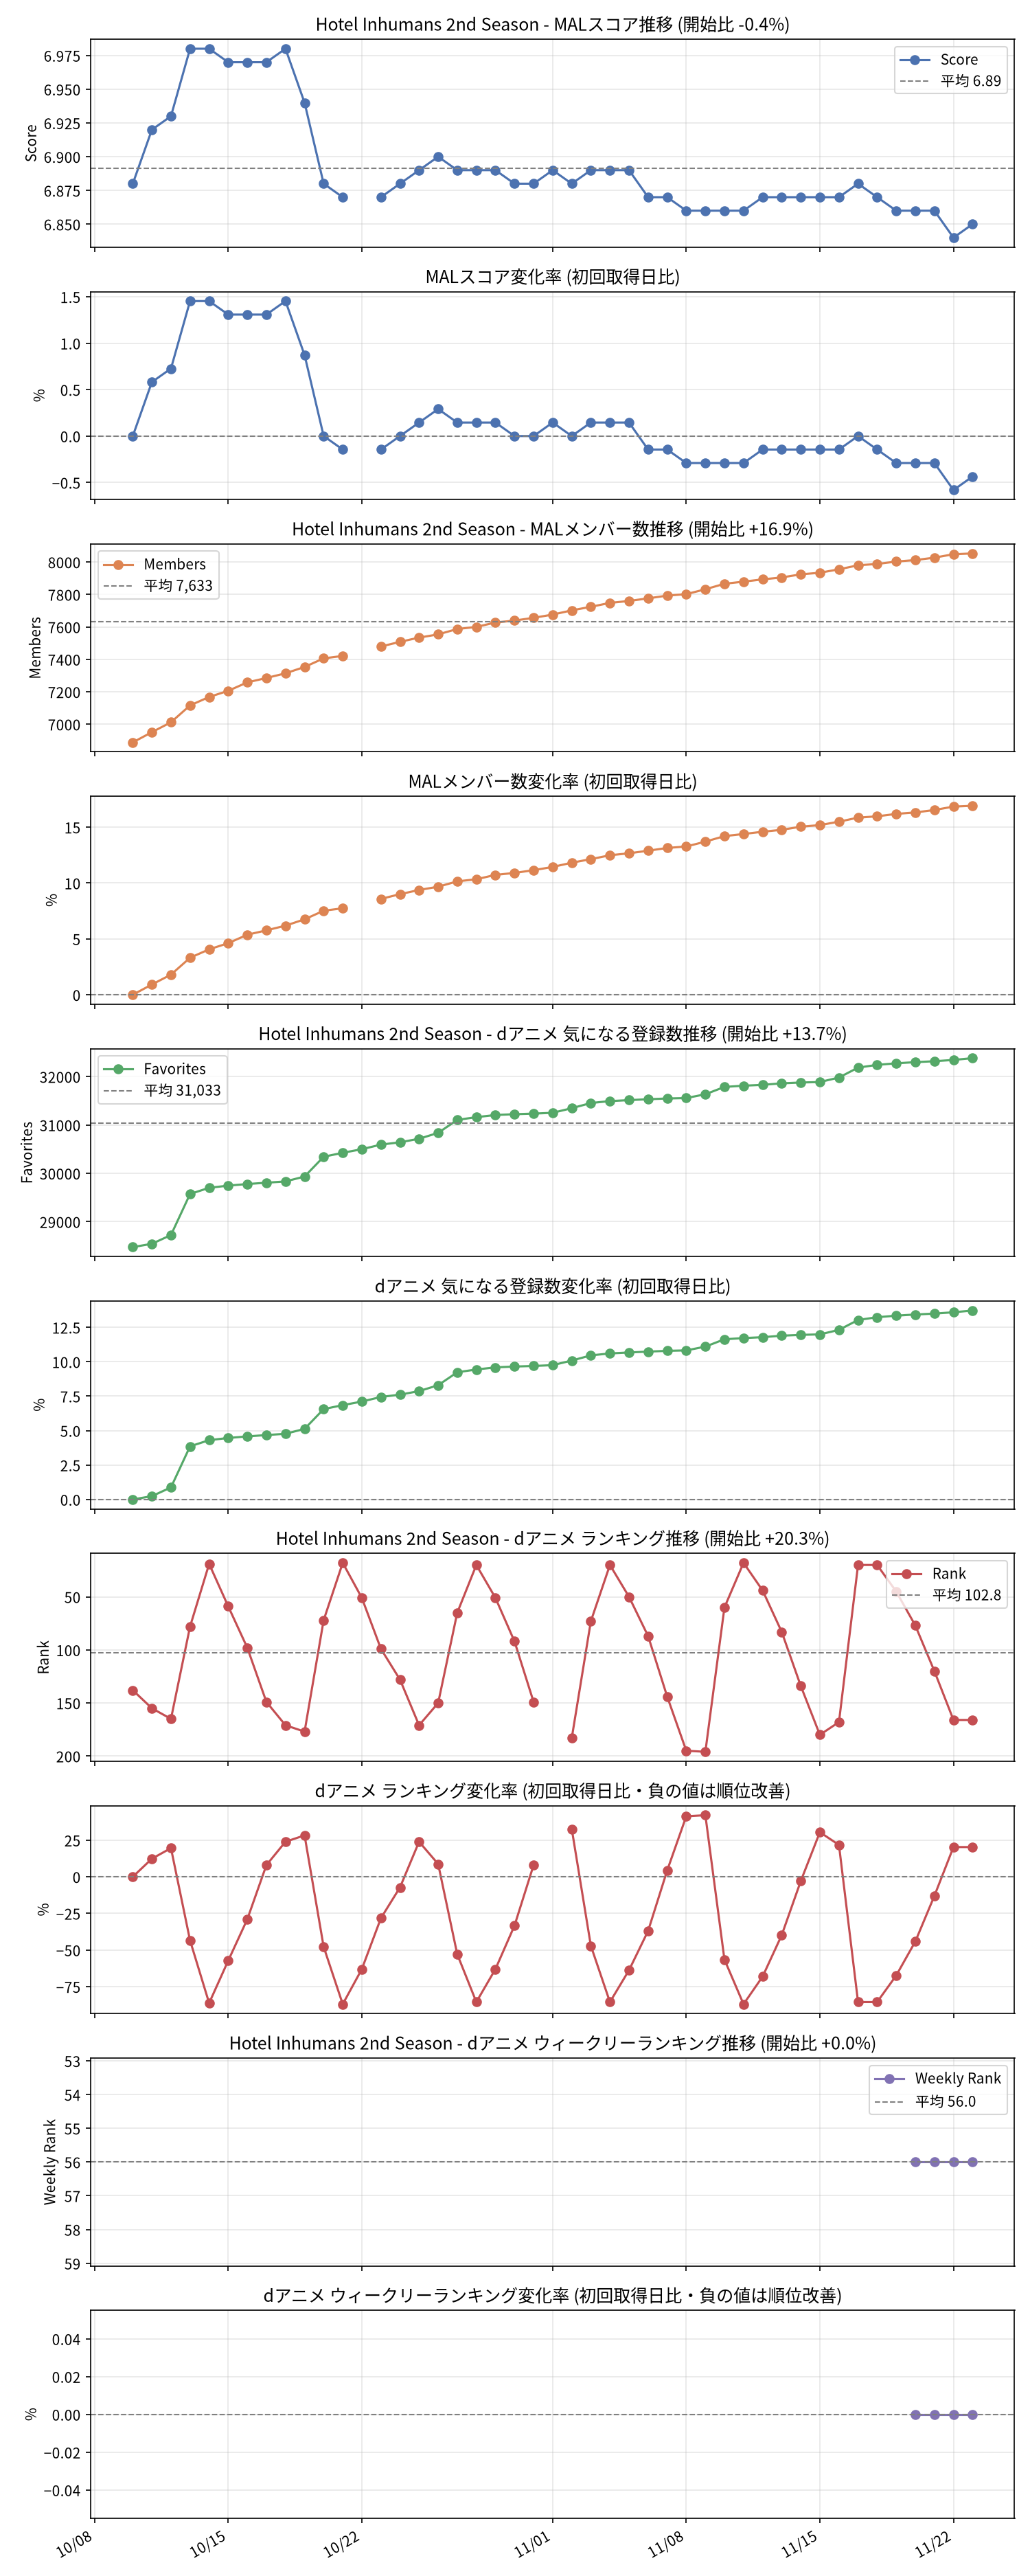 Hotel Inhumans 2nd Season - MALスコア推移 (開始比 -0.4%)
Score
6.975
6.950
6.925
6.900
6.875
6.850
Score
平均 6.89
MALスコア変化率 (初回取得日比)
%
1.5
1.0
0.5
0.0
−0.5
Hotel Inhumans 2nd Season - MALメンバー数推移 (開始比 +16.9%)
Members
8000
7800
7600
7400
7200
7000
Members
平均 7,633
MALメンバー数変化率 (初回取得日比)
%
15
10
5
0
Hotel Inhumans 2nd Season - dアニメ 気になる登録数推移 (開始比 +13.7%)
Favorites
32000
31000
30000
29000
Favorites
平均 31,033
dアニメ 気になる登録数変化率 (初回取得日比)
%
12.5
10.0
7.5
5.0
2.5
0.0
Hotel Inhumans 2nd Season - dアニメ ランキング推移 (開始比 +20.3%)
Rank
50
100
150
200
Rank
平均 102.8
dアニメ ランキング変化率 (初回取得日比・負の値は順位改善)
%
25
0
−25
−50
−75
Hotel Inhumans 2nd Season - dアニメ ウィークリーランキング推移 (開始比 +0.0%)
Weekly Rank
53
54
55
56
57
58
59
Weekly Rank
平均 56.0
dアニメ ウィークリーランキング変化率 (初回取得日比・負の値は順位改善)
%
0.04
0.02
0.00
−0.02
−0.04
10/08
10/15
10/22
11/01
11/08
11/15
11/22